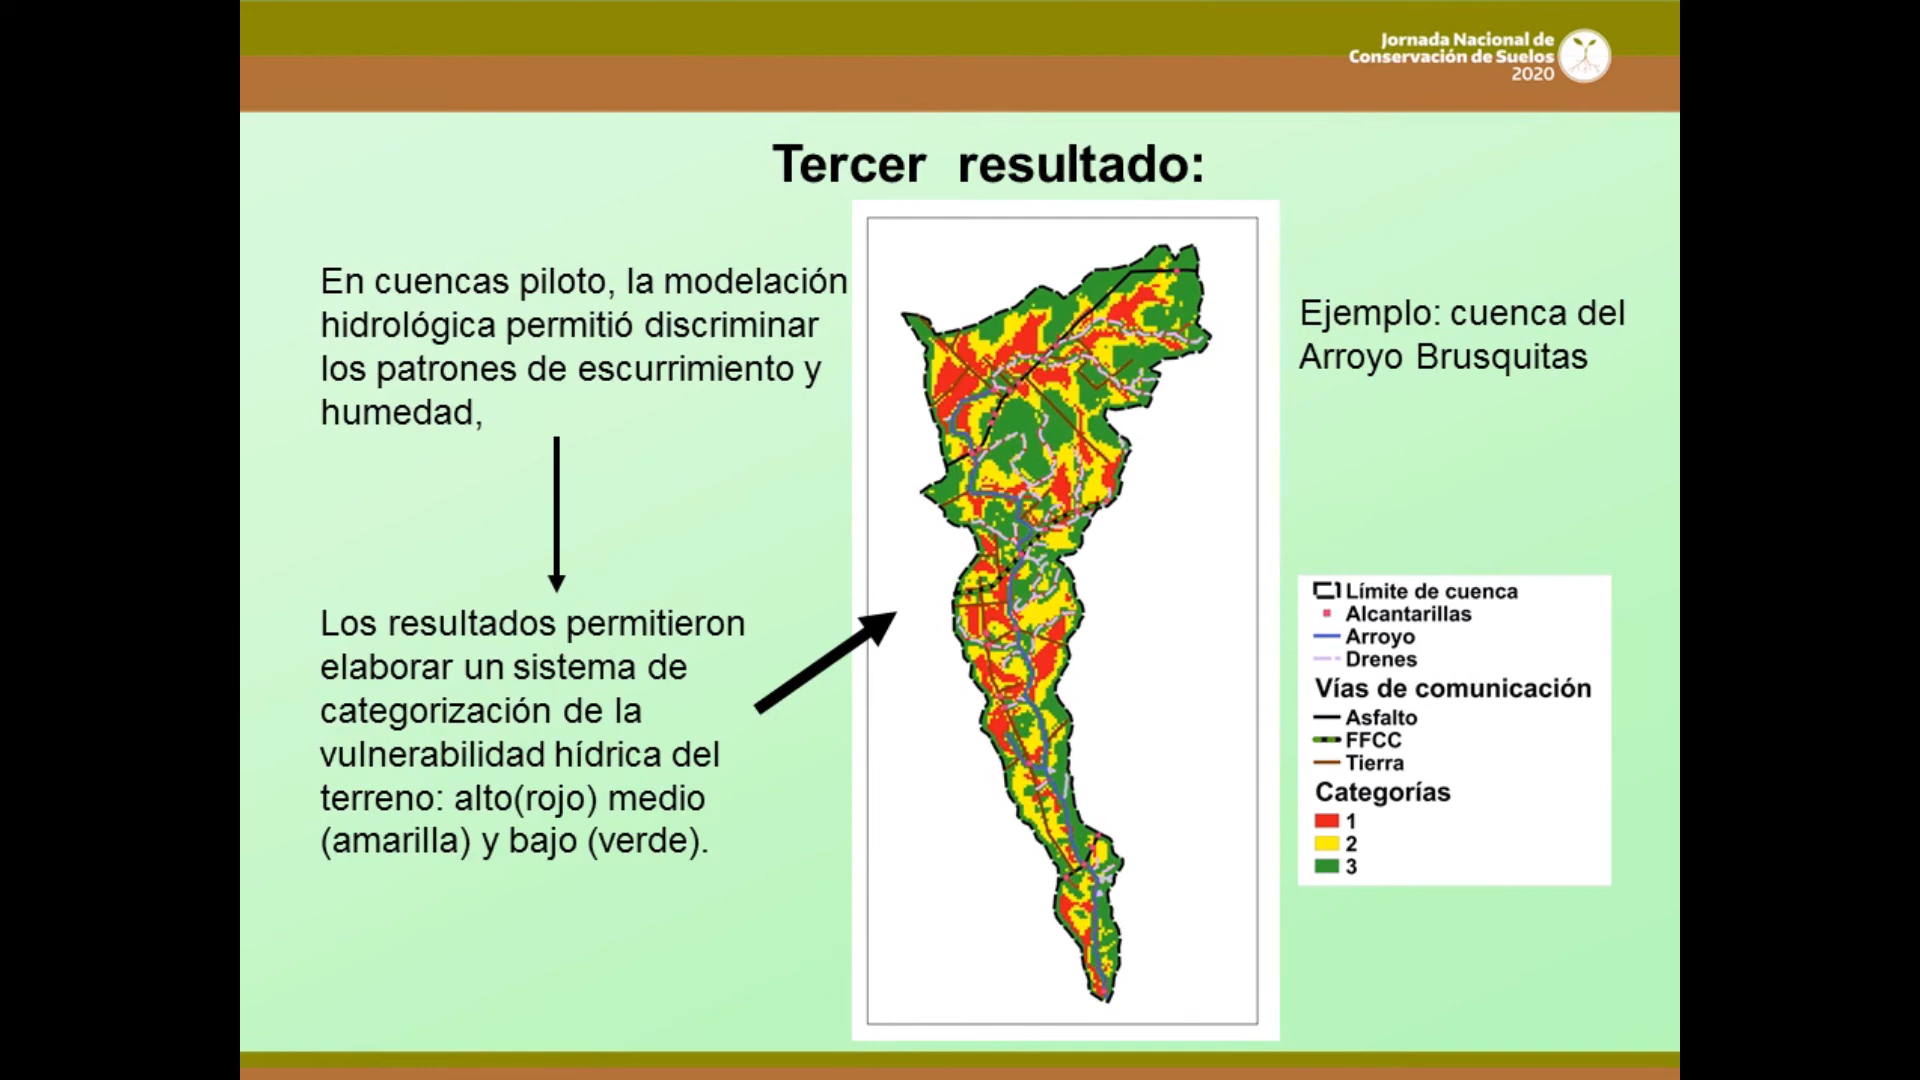 Jornada Nacional de
Conservación de Suelos
2020
Tercer resultado:
En cuencas piloto, la modelación
hidrológica permitió discriminar
los patrones de escurrimiento y
humedad,
Los resultados permitieron
elaborar un sistema de
categorización de la
vulnerabilidad hídrica del
terreno: alto(rojo) medio
(amarilla) y bajo (verde).
Ejemplo: cuenca del
Arroyo Brusquitas
Límite de cuenca
Alcantarillas
Arroyo
Drenes
Vías de comunicación
Asfalto
FFCC
Tierra
Categorías
1
2
3